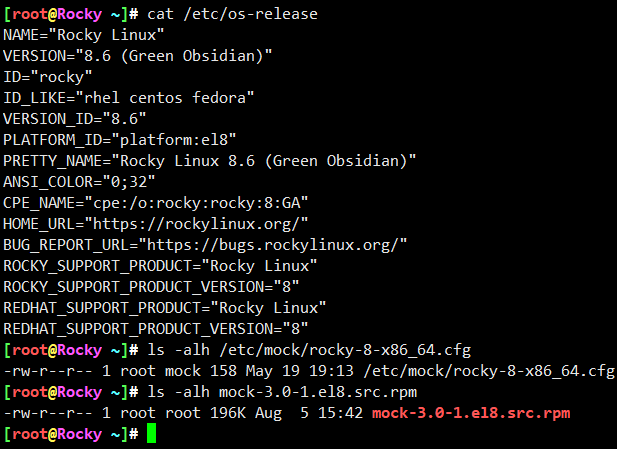 [root@Rocky ~]# cat /etc/os-release
NAME="Rocky Linux"
VERSION="8.6 (Green Obsidian)"
ID="rocky"
ID_LIKE="rhel centos fedora"
VERSION_ID="8.6"
PLATFORM_ID="platform:el8"
PRETTY_NAME="Rocky Linux 8.6 (Green Obsidian)"
ANSI_COLOR="0;32"
CPE_NAME="cpe:/o:rocky:rocky:8:GA"
HOME_URL="https://rockylinux.org/"
BUG_REPORT_URL="https://bugs.rockylinux.org/"
ROCKY_SUPPORT_PRODUCT="Rocky Linux"
ROCKY_SUPPORT_PRODUCT_VERSION="8"
REDHAT_SUPPORT_PRODUCT="Rocky Linux"
REDHAT_SUPPORT_PRODUCT_VERSION="8"
[root@Rocky ~]# ls -alh /etc/mock/rocky-8-x86_64.cfg
-rw-r--r-- 1 root mock 158 May 19 19:13 /etc/mock/rocky-8-x86_64.cfg
[root@Rocky ~]# ls -alh mock-3.0-1.el8.src.rpm
-rw-r--r-- 1 root root 196K Aug  5 15:42 mock-3.0-1.el8.src.rpm
[root@Rocky ~]#